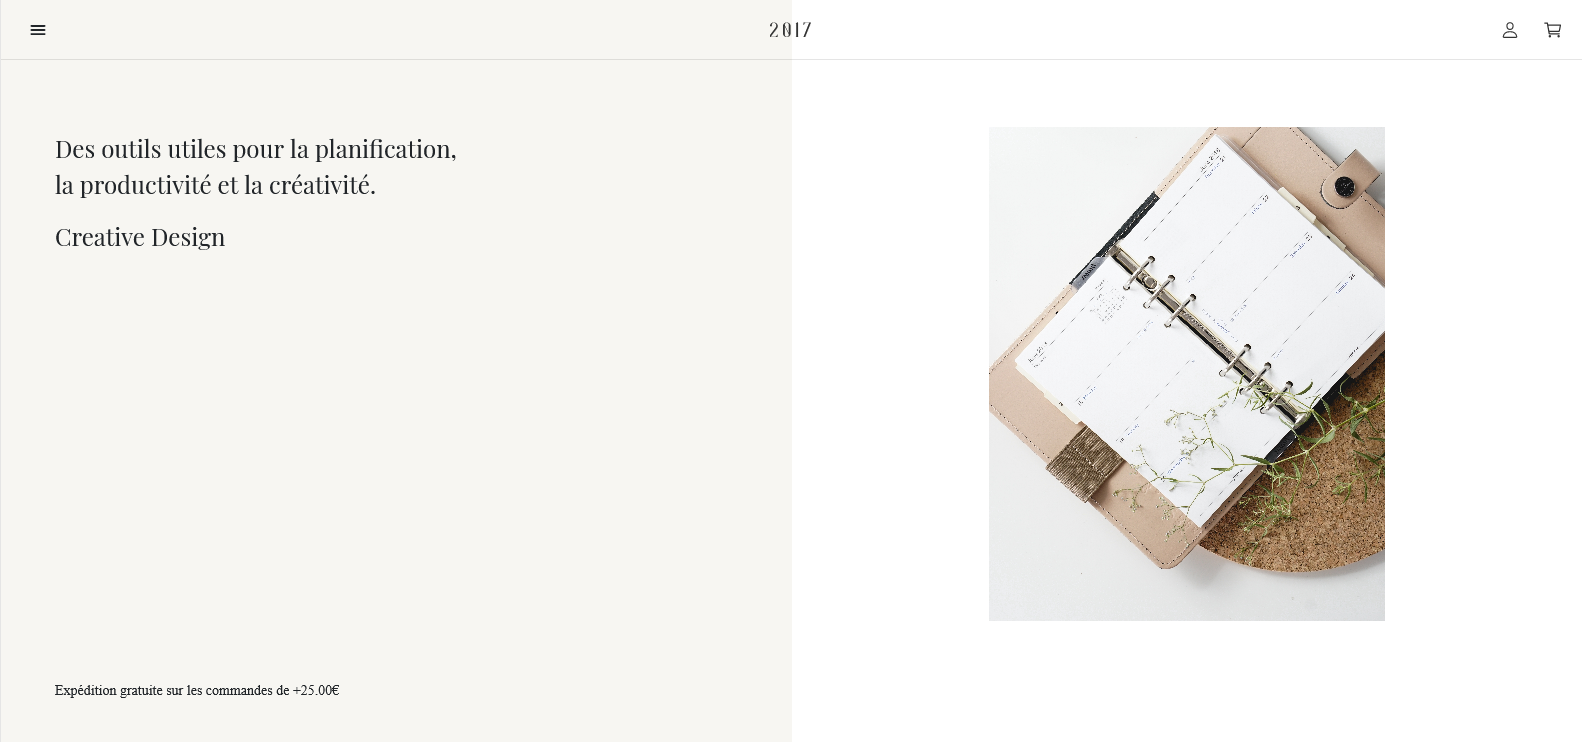 2017
Des outils utiles pour la planification,
la productivité et la créativité.
Creative Design
Expédition gratuite sur les commandes de +25.00€